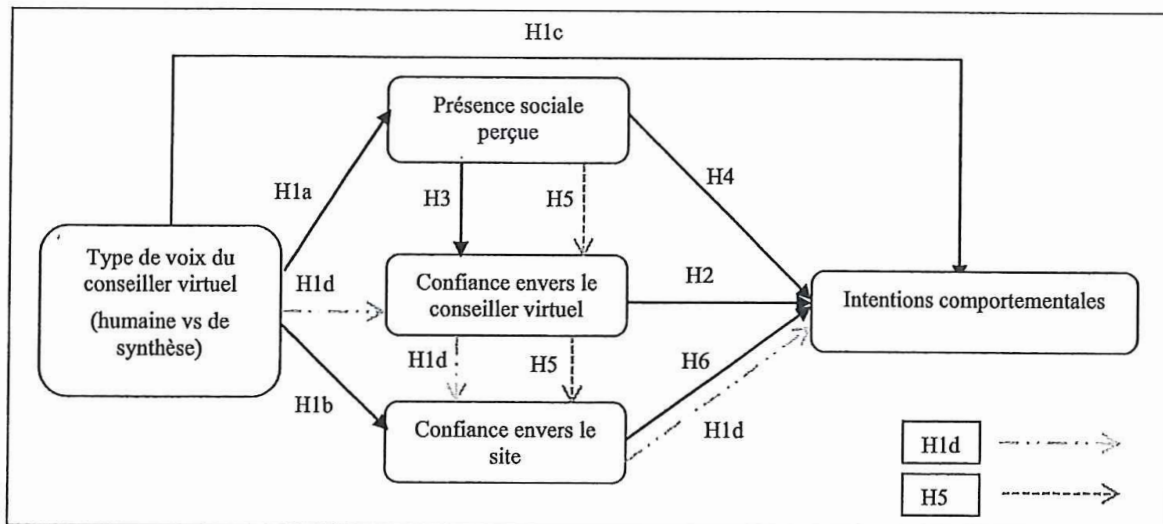 H1c
Présence sociale
perçue
H1a
H3
H5
H4
Type de voix du
conseiller virtuel
(humaine vs de
synthèse)
H1d
Confiance envers le
conseiller virtuel
H2
Intentions comportementales
H1d
H5
H6
H1b
Confiance envers le
site
H1d
H1d
H5